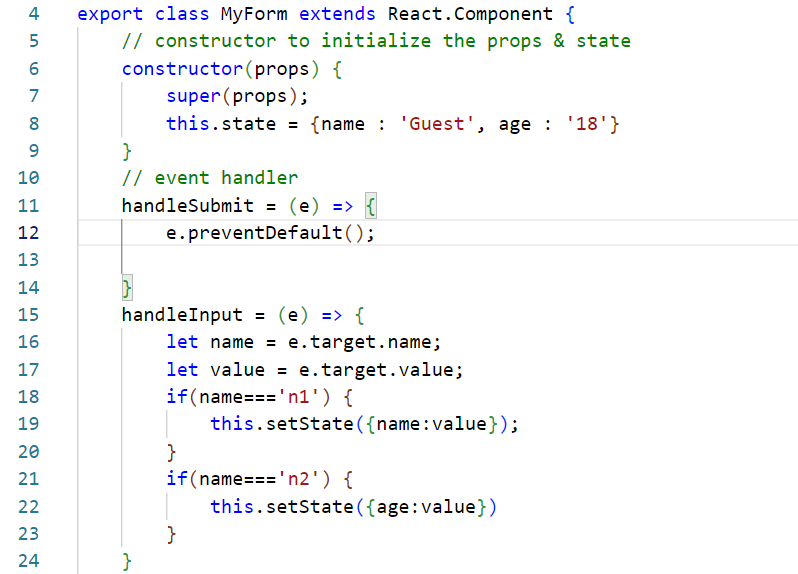 4 export class MyForm extends React.Component {
5 // constructor to initialize the props & state
6 constructor(props) {
7 super(props);
8 this.state = {name : 'Guest', age : '18'}
9 }
10 // event handler
11 handleSubmit = (e) => {
12 e.preventDefault();
13
14 }
15 handleInput = (e) => {
16 let name = e.target.name;
17 let value = e.target.value;
18 if(name==='n1') {
19 this.setState({name:value});
20 }
21 if(name==='n2') {
22 this.setState({age:value})
23 }
24 }